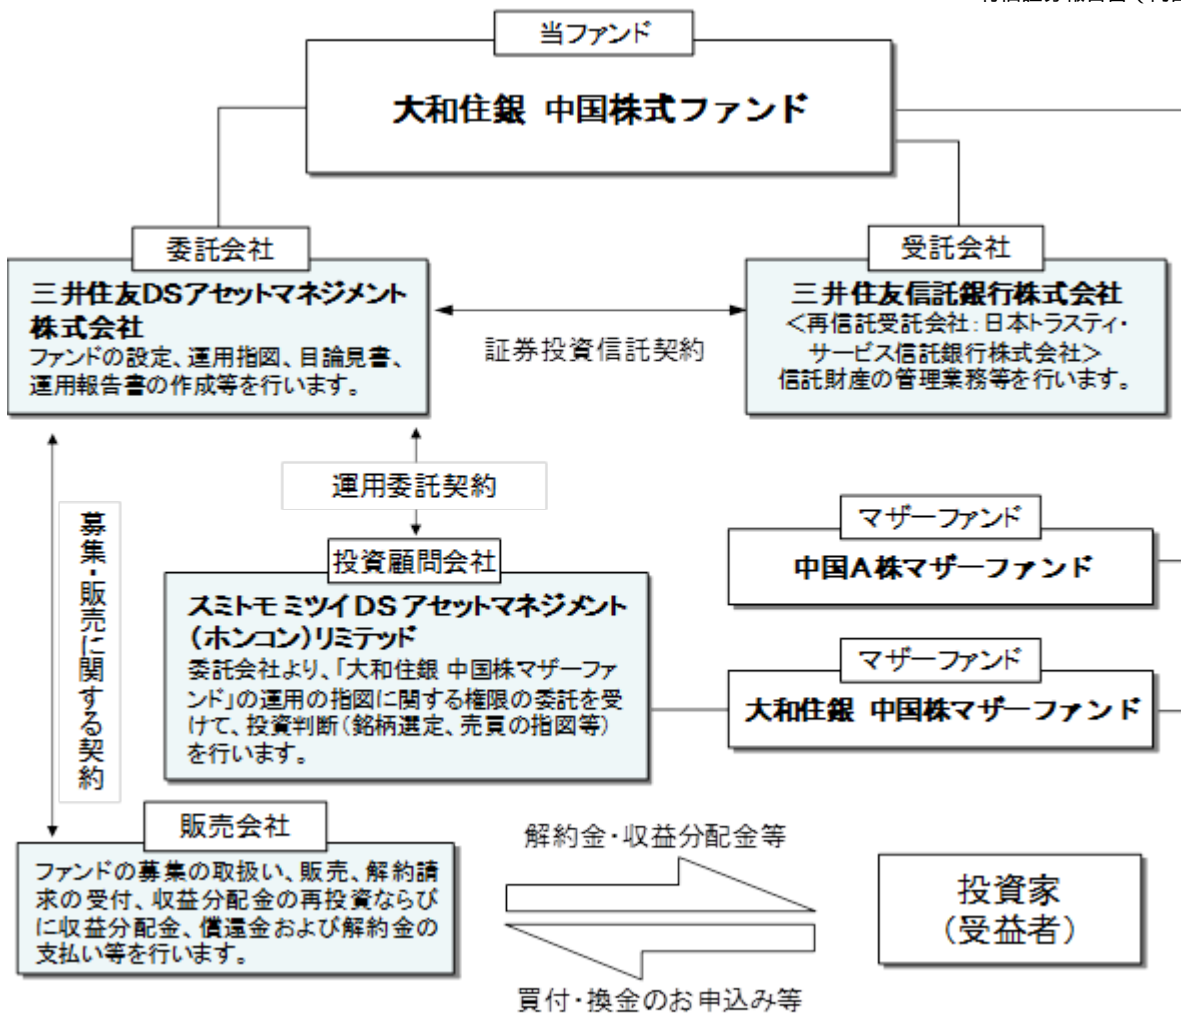 当ファンド
大和住銀 中国株式ファンド
委託会社
三井住友DSアセットマネジメント
株式会社
ファンドの設定、運用指図、目論見書、
運用報告書の作成等を行います。
証券投資信託契約
受託会社
三井住友信託銀行株式会社
＜再信託受託会社：日本トラスティ・
サービス信託銀行株式会社＞
信託財産の管理業務等を行います。
募集・販売に関する契約
運用委託契約
投資顧問会社
スミトモ ミツイ DS アセットマネジメント
（ホンコン）リミテッド
委託会社より、「大和住銀 中国株マザーファ
ンド」の運用の指図に関する権限の委託を受
けて、投資判断（銘柄選定、売買の指図等）
を行います。
マザーファンド
中国A株マザーファンド
マザーファンド
大和住銀 中国株マザーファンド
販売会社
ファンドの募集の取扱い、販売、解約請
求の受付、収益分配金の再投資ならび
に収益分配金、償還金および解約金の
支払い等を行います。
解約金・収益分配金等
買付・換金のお申込み等
投資家
（受益者）